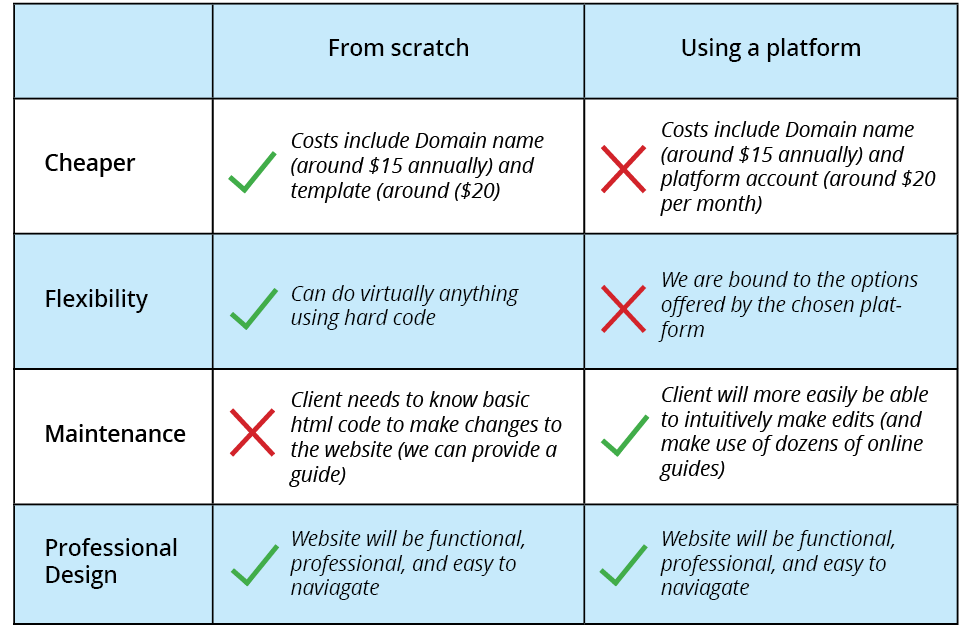 From scratch
Using a platform
Cheaper
Costs include Domain name
(around $15 annually) and
template (around ($20)
Costs include Domain name
(around $15 annually) and
platform account (around $20
per month)
Flexibility
Can do virtually anything
using hard code
We are bound to the options
offered by the chosen plat-
form
Maintenance
Client needs to know basic
html code to make changes to
the website (we can provide a
guide)
Client will more easily be able
to intuitively make edits (and
make use of dozens of online
guides)
Professional
Design
Website will be functional,
professional, and easy to
naviagate
Website will be functional,
professional, and easy to
naviagate